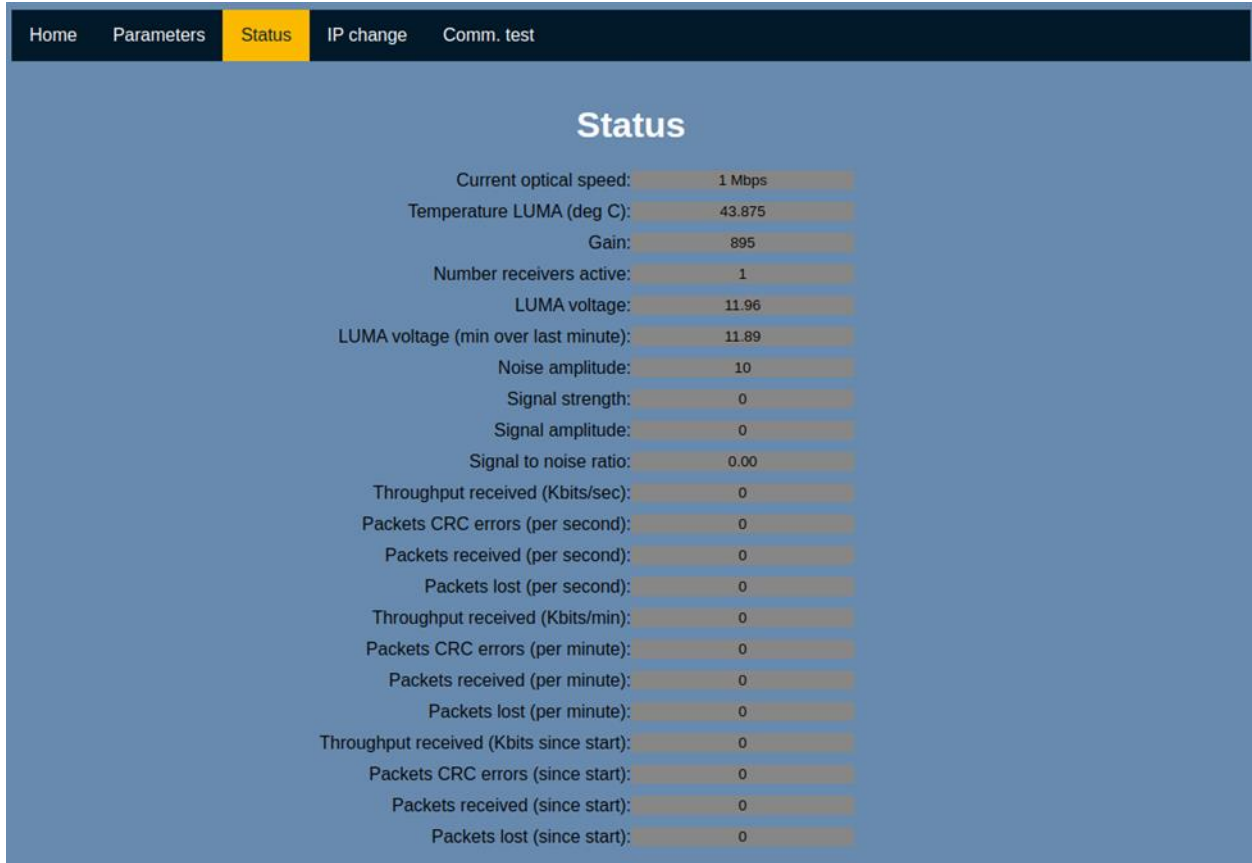 Home Parameters Status IP change Comm. test
Status
Current optical speed: 1 Mbps
Temperature LUMA (deg C): 43.875
Gain: 895
Number receivers active: 1
LUMA voltage: 11.96
LUMA voltage (min over last minute): 11.89
Noise amplitude: 10
Signal strength: 0
Signal amplitude: 0
Signal to noise ratio: 0.00
Throughput received (Kbits/sec): 0
Packets CRC errors (per second): 0
Packets received (per second): 0
Packets lost (per second): 0
Throughput received (Kbits/min): 0
Packets CRC errors (per minute): 0
Packets received (per minute): 0
Packets lost (per minute): 0
Throughput received (Kbits since start): 0
Packets CRC errors (since start): 0
Packets received (since start): 0
Packets lost (since start): 0